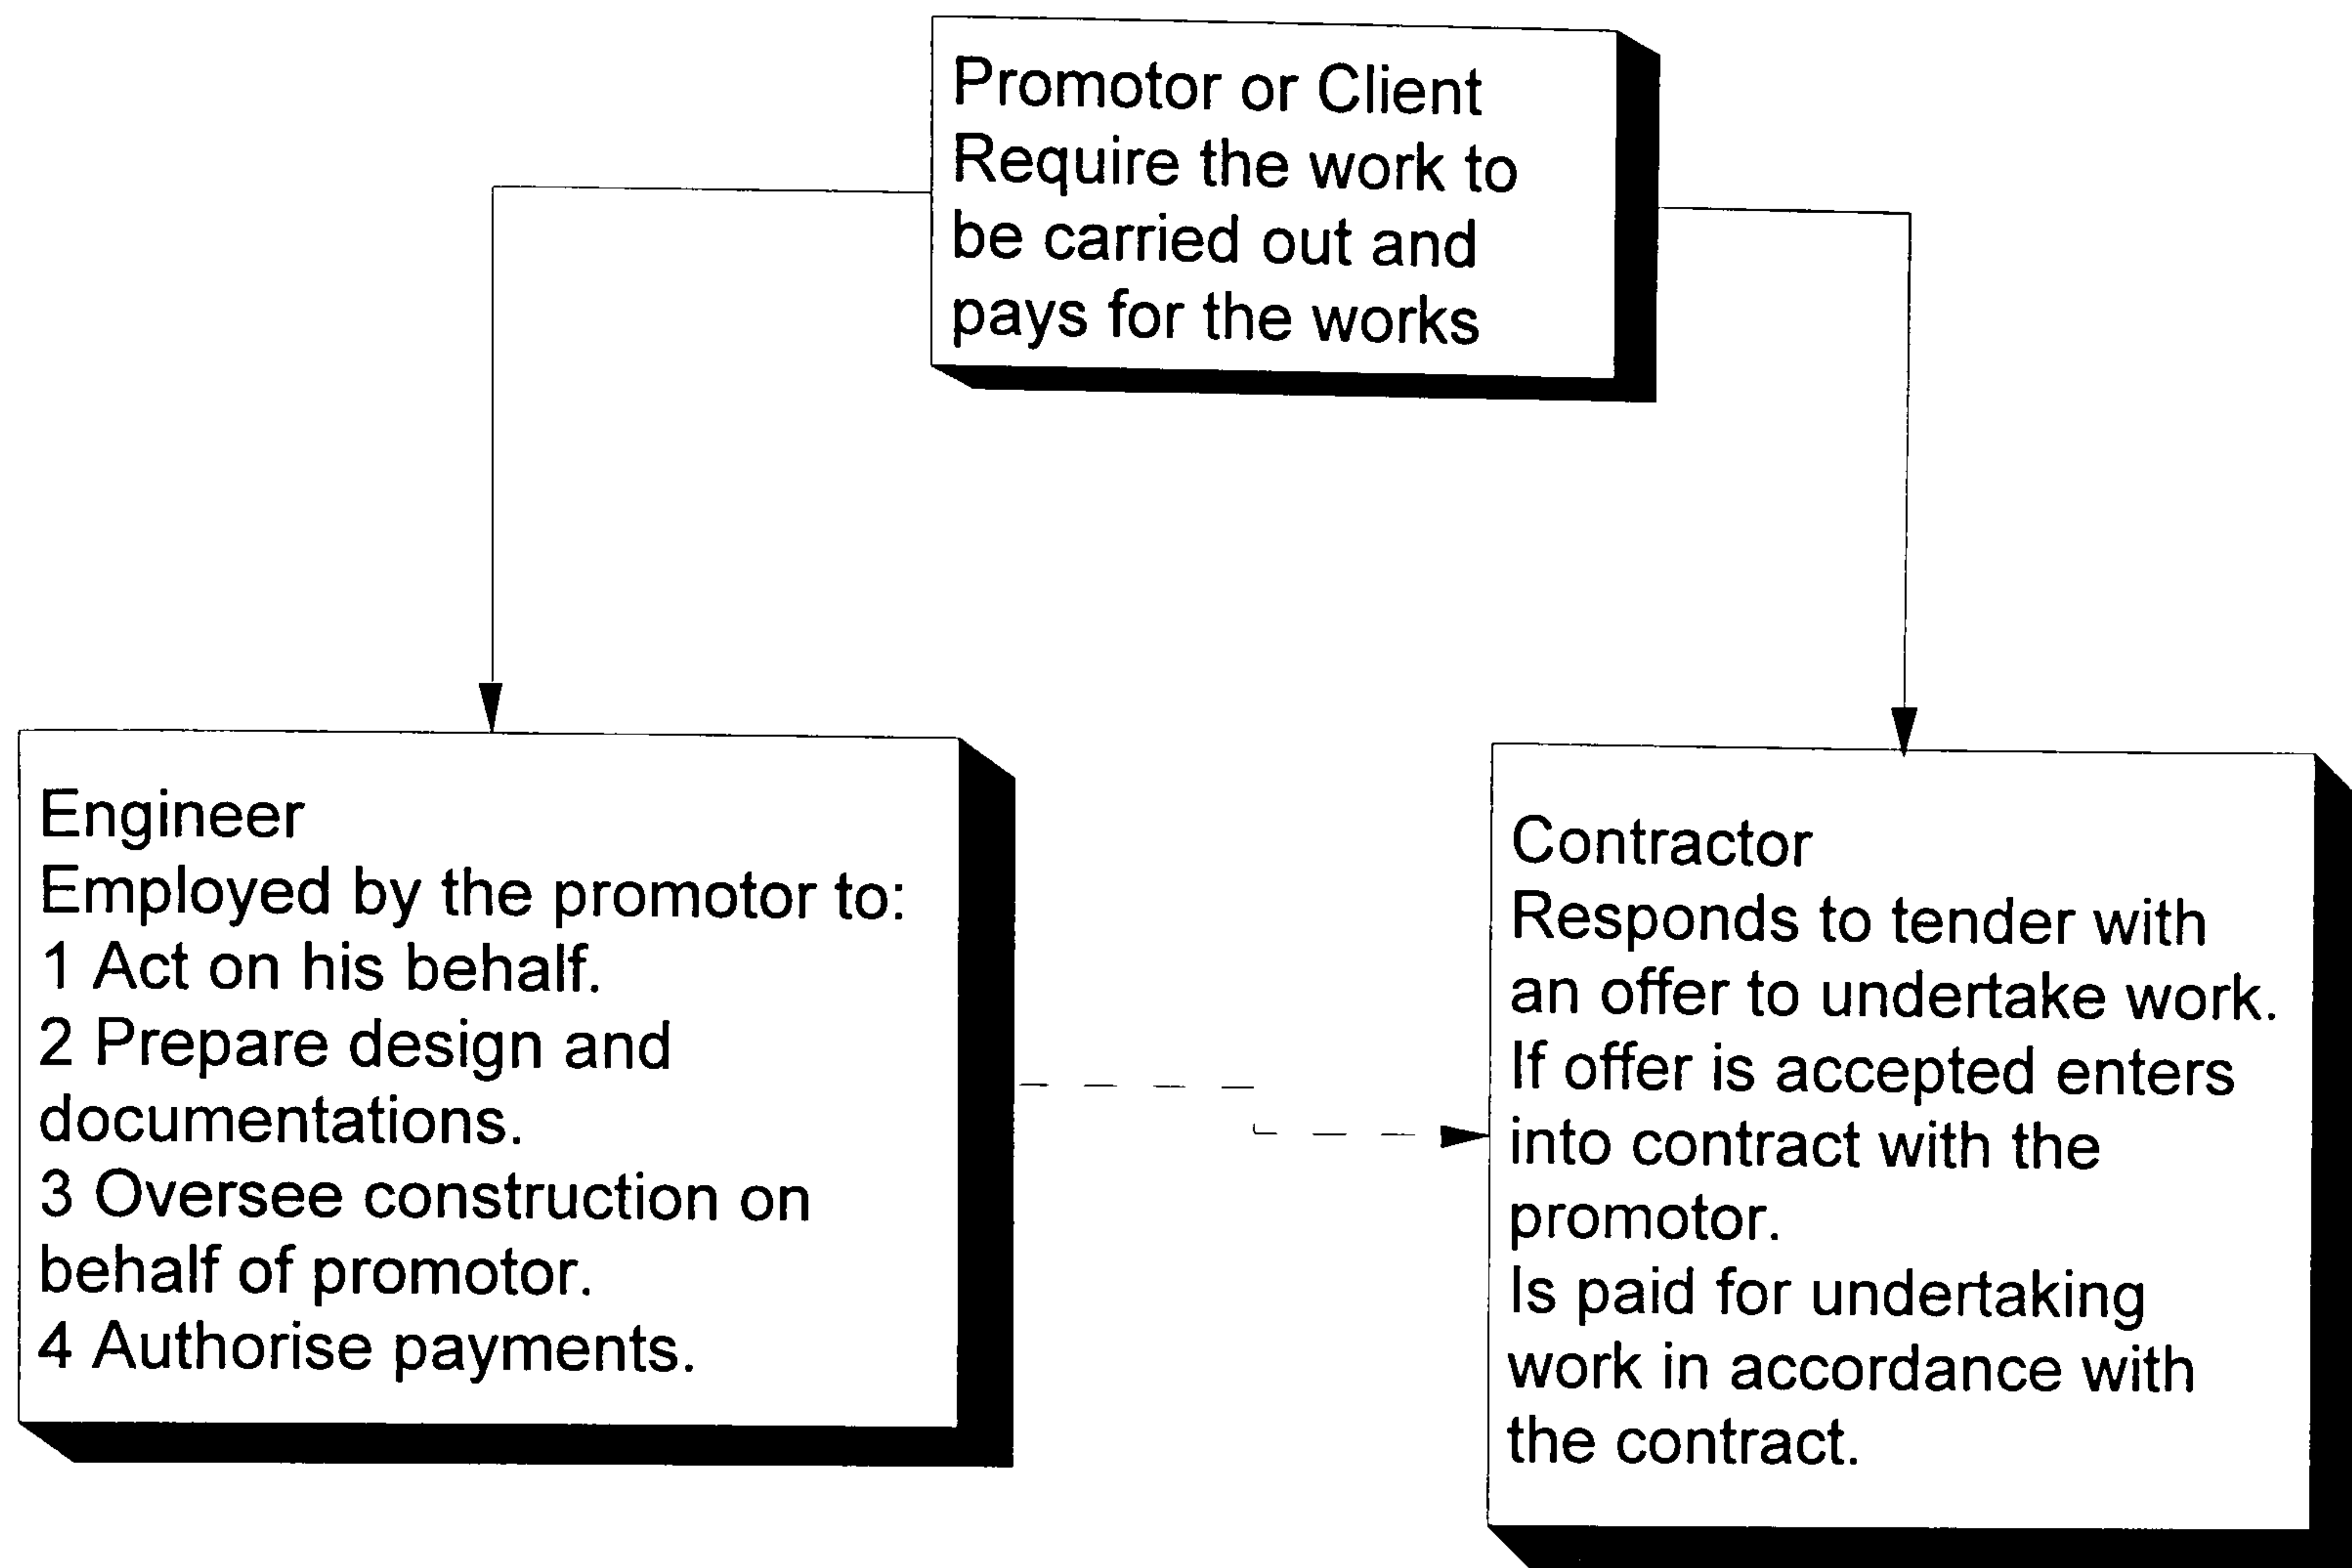 Promotor or Client
Require the work to
be carried out and
pays for the works
Engineer
Employed by the promotor to:
1 Act on his behalf.
2 Prepare design and
documentations.
3 Oversee construction on
behalf of promotor.
4 Authorise payments.
Contractor
Responds to tender with
an offer to undertake work.
If offer is accepted enters
into contract with the
promotor.
Is paid for undertaking
work in accordance with
the contract.